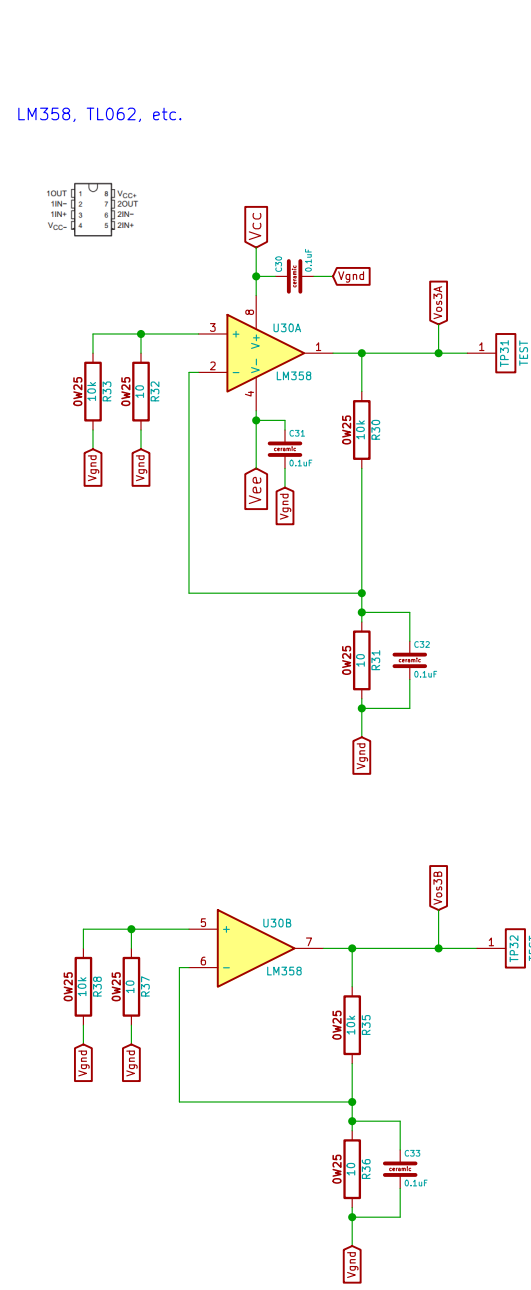 LM358, TL062, etc.
1OUT 1 8 VCC+
1IN− 2 7 2OUT
1IN+ 3 6 2IN−
VCC− 4 5 2IN+
Vcc
C30
ceramic
0.1uF
Vgnd
Vos3A
8
U30A
3
+
V+
1
1
TP31
TEST
2
−
V−
LM358
4
0W25
10k
R33
0W25
10
R32
0W25
10k
R30
C31
ceramic
0.1uF
Vgnd
Vgnd
Vee
Vgnd
0W25
10
R31
C32
ceramic
0.1uF
Vgnd
Vos3B
U30B
5
+
7
1
TP32
6
−
LM358
0W25
10k
R38
0W25
10
R37
0W25
10k
R35
Vgnd
Vgnd
0W25
10
R36
C33
ceramic
0.1uF
Vgnd